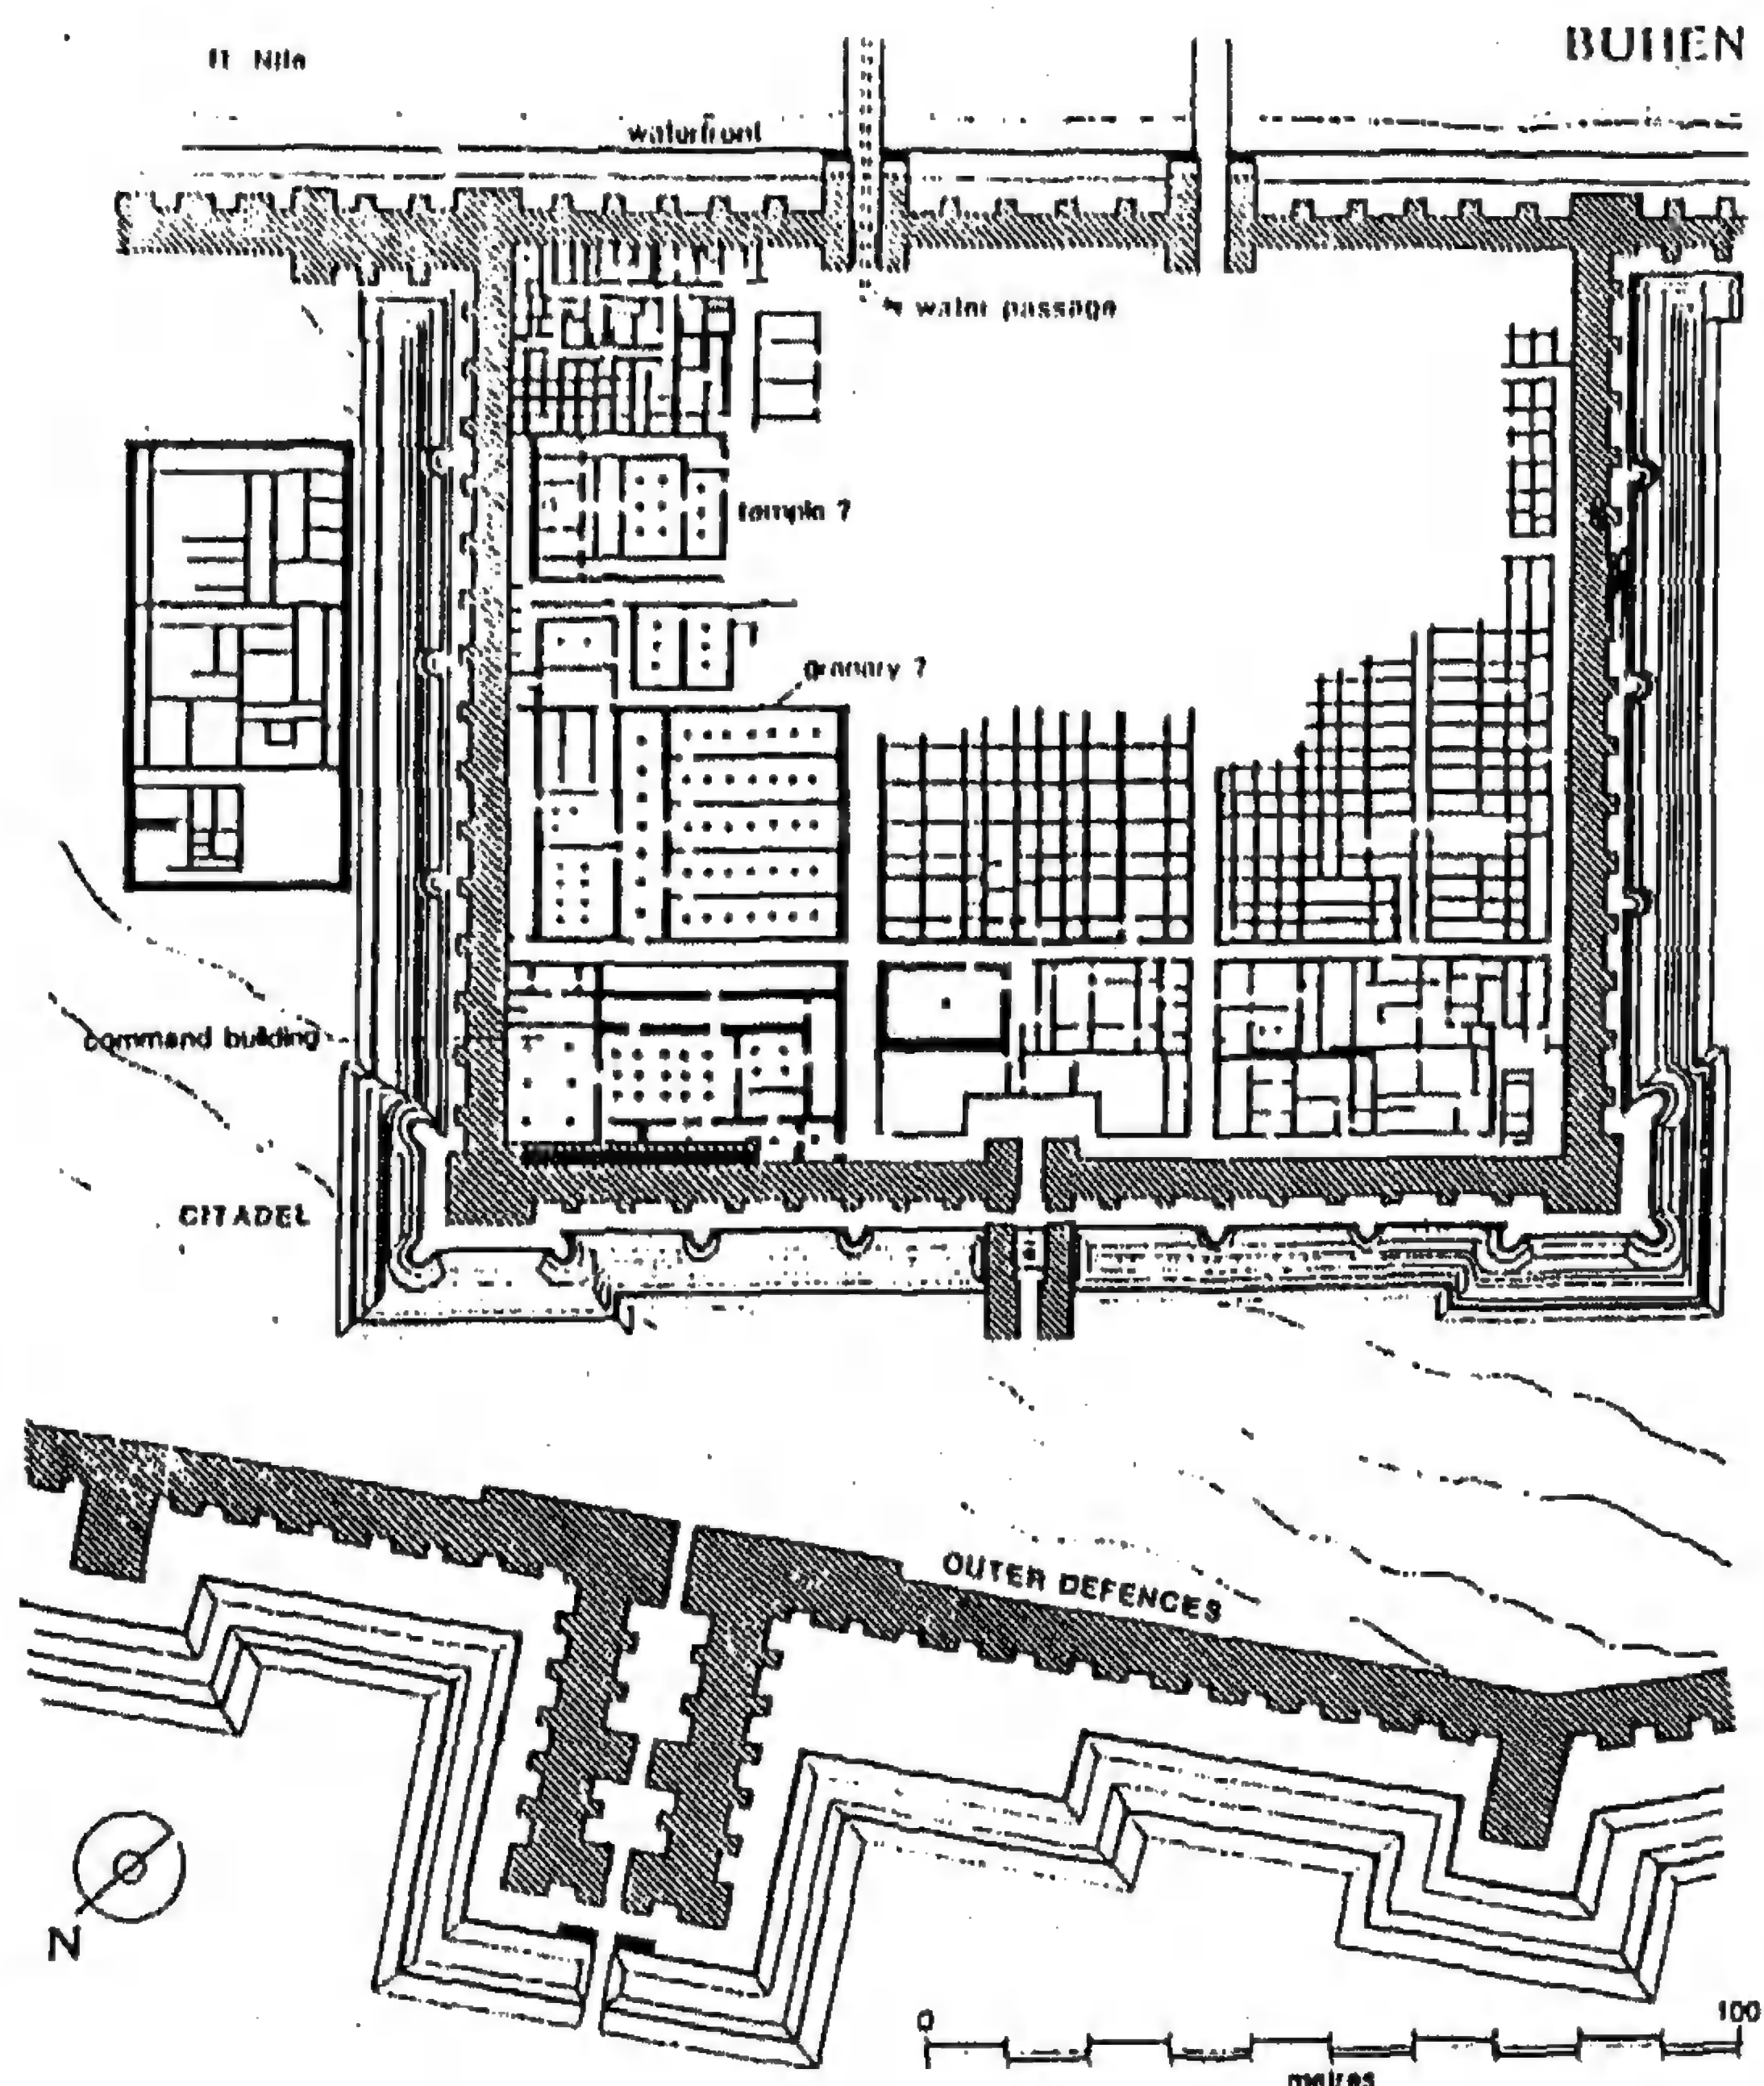 BUHEN
R. Nile
waterfront
water passage
temple ?
granary ?
command building
CITADEL
OUTER DEFENCES
N
0
100
metres